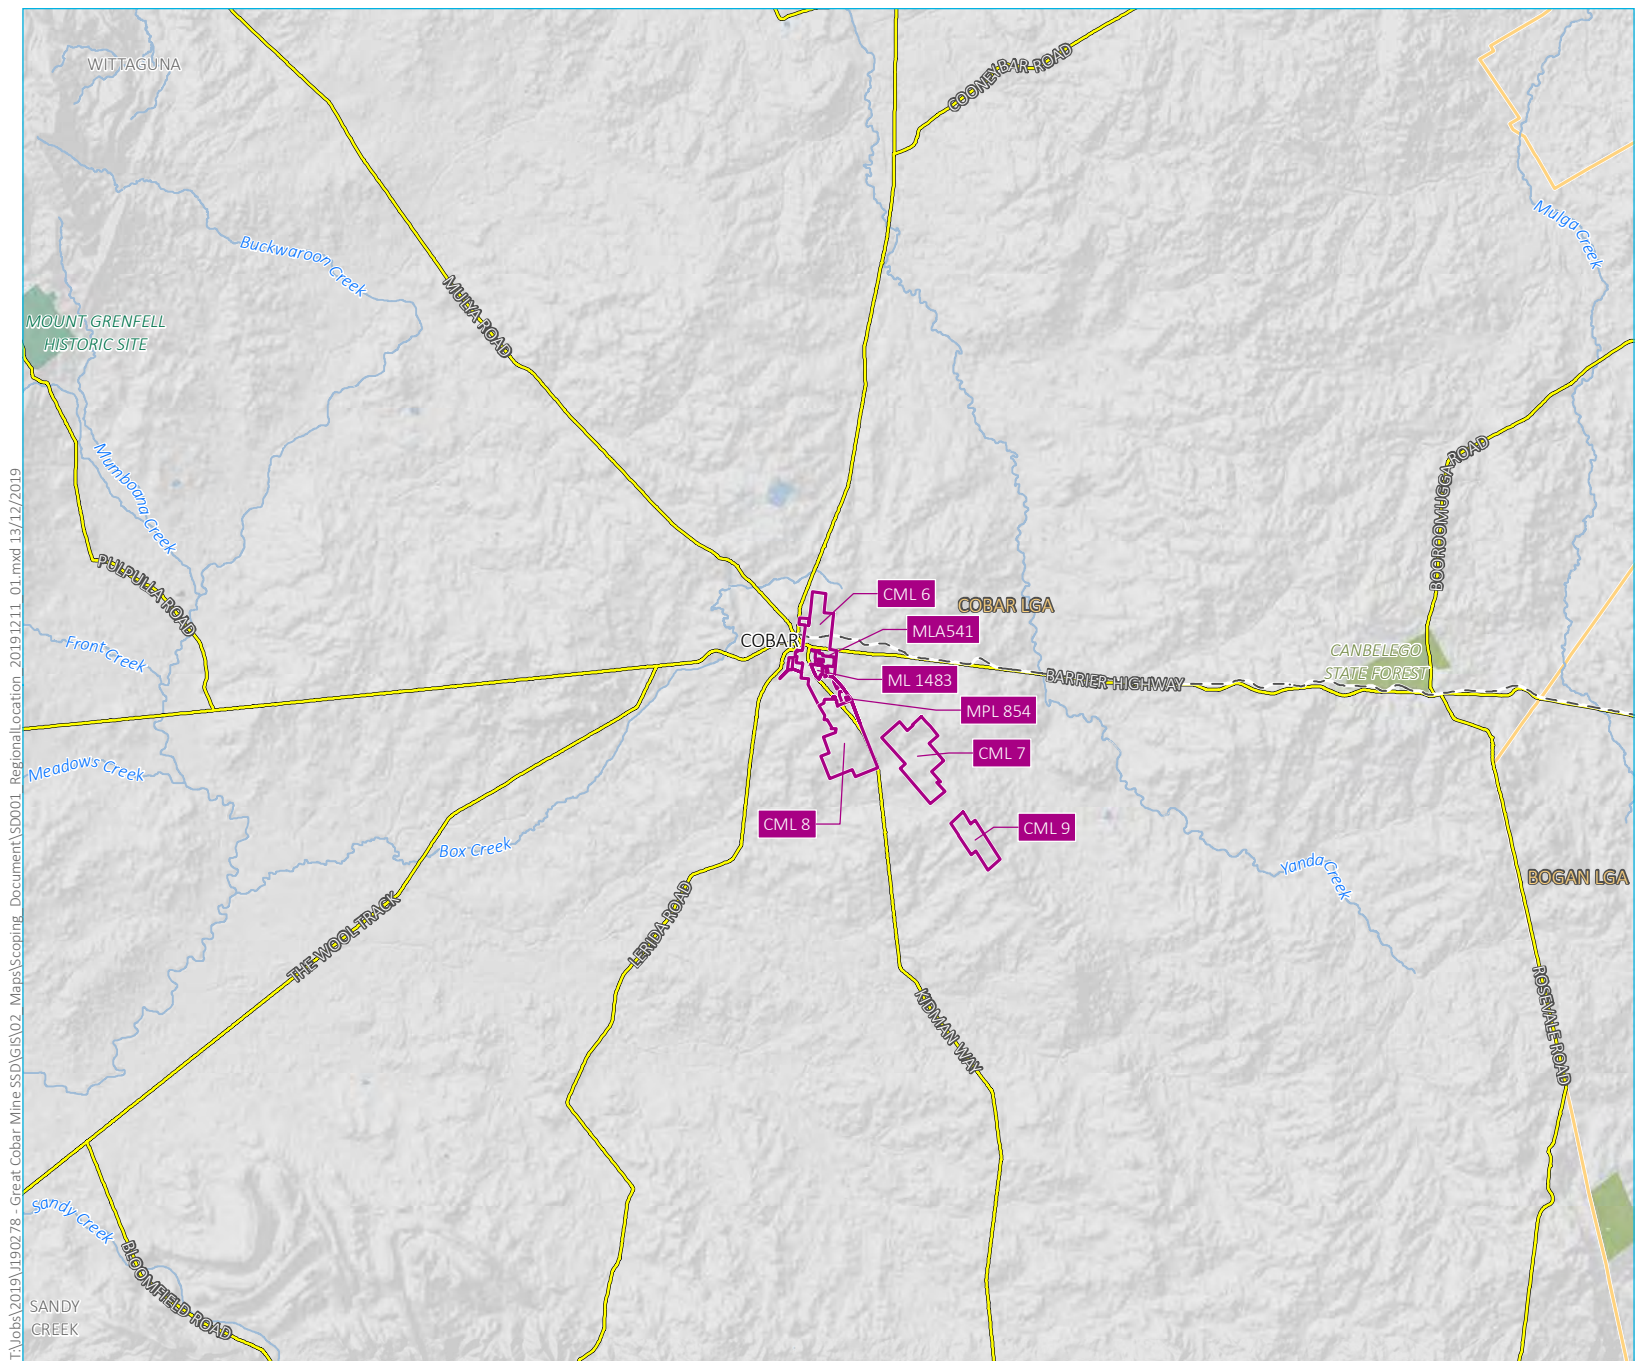 WITTAGUNA
COONEYBAR ROAD
Mulga Creek
Buckwaroon Creek
MULYA ROAD
MOUNT GRENFELL
HISTORIC SITE
Mumboana Creek
BOOROOMUGGA ROAD
PULPULLA ROAD
CML 6
COBAR LGA
MLA541
COBAR
Front Creek
CANBELEGO
STATE FOREST
ML 1483
BARRIER HIGHWAY
MPL 854
CML 7
Meadows Creek
CML 8
CML 9
Box Creek
Yanda Creek
BOGAN LGA
THE WOOL TRACK
LERIDA ROAD
KIDMAN WAY
ROSEVALE ROAD
Sandy Creek
BLOOMFIELD ROAD
SANDY
CREEK
T:\Jobs\2019\J190278 - Great Cobar Mine SSD\GIS\02_Maps\Scoping_Document\SD001_RegionalLocation_20191211_01.mxd 13/12/2019